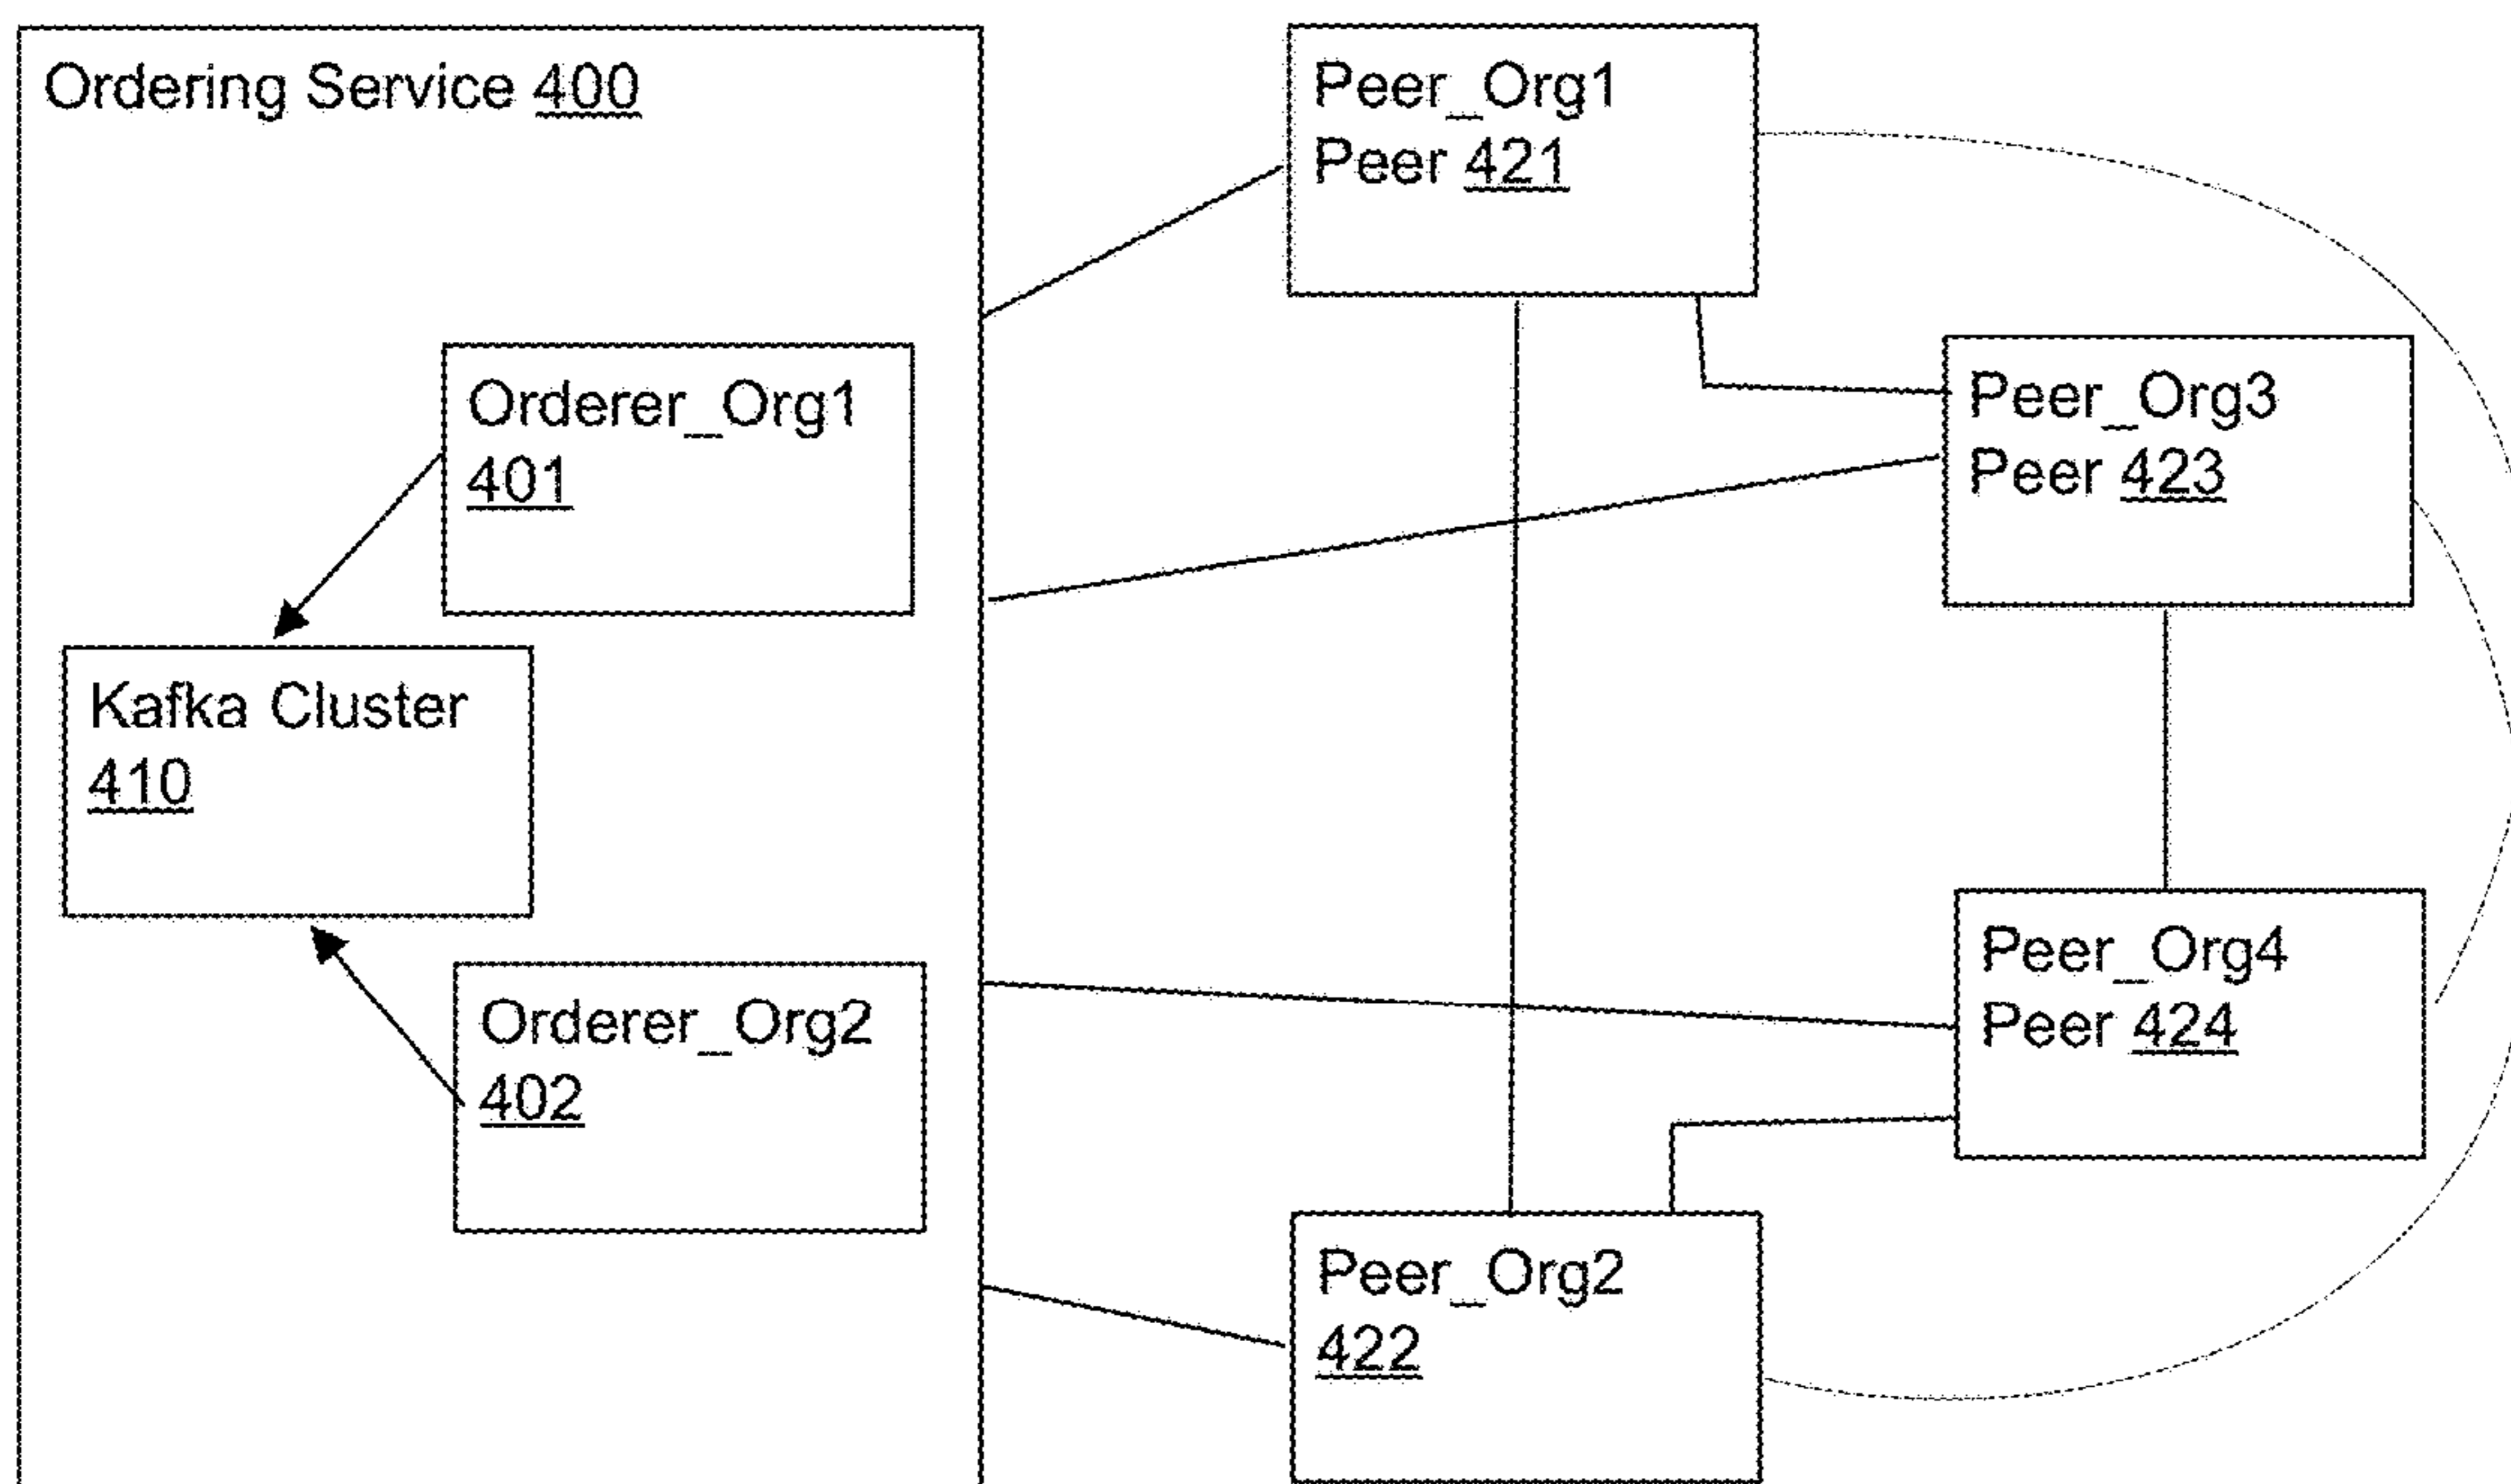 Ordering Service 400
Orderer_Org1
401
Kafka Cluster
410
Orderer_Org2
402
Peer_Org1
Peer 421
Peer_Org3
Peer 423
Peer_Org4
Peer 424
Peer_Org2
422